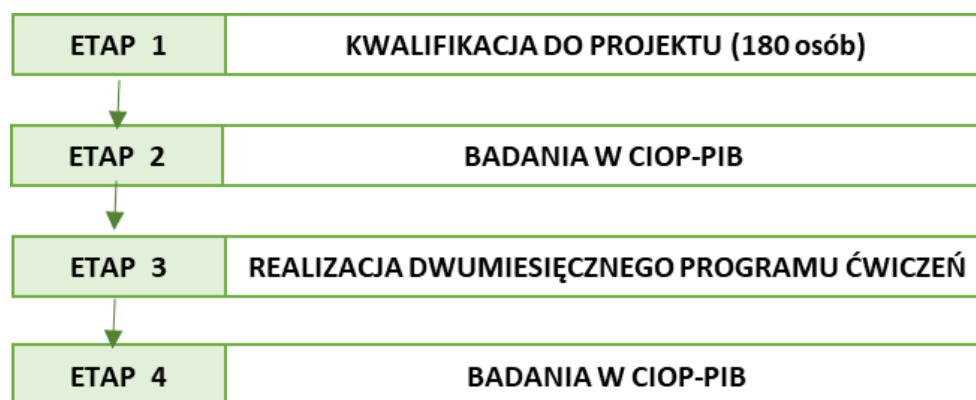 ETAP 1 KWALIFIKACJA DO PROJEKTU (180 osób)
ETAP 2 BADANIA W CIOP-PIB
ETAP 3 REALIZACJA DWUMIESIĘCZNEGO PROGRAMU ĆWICZEŃ
ETAP 4 BADANIA W CIOP-PIB